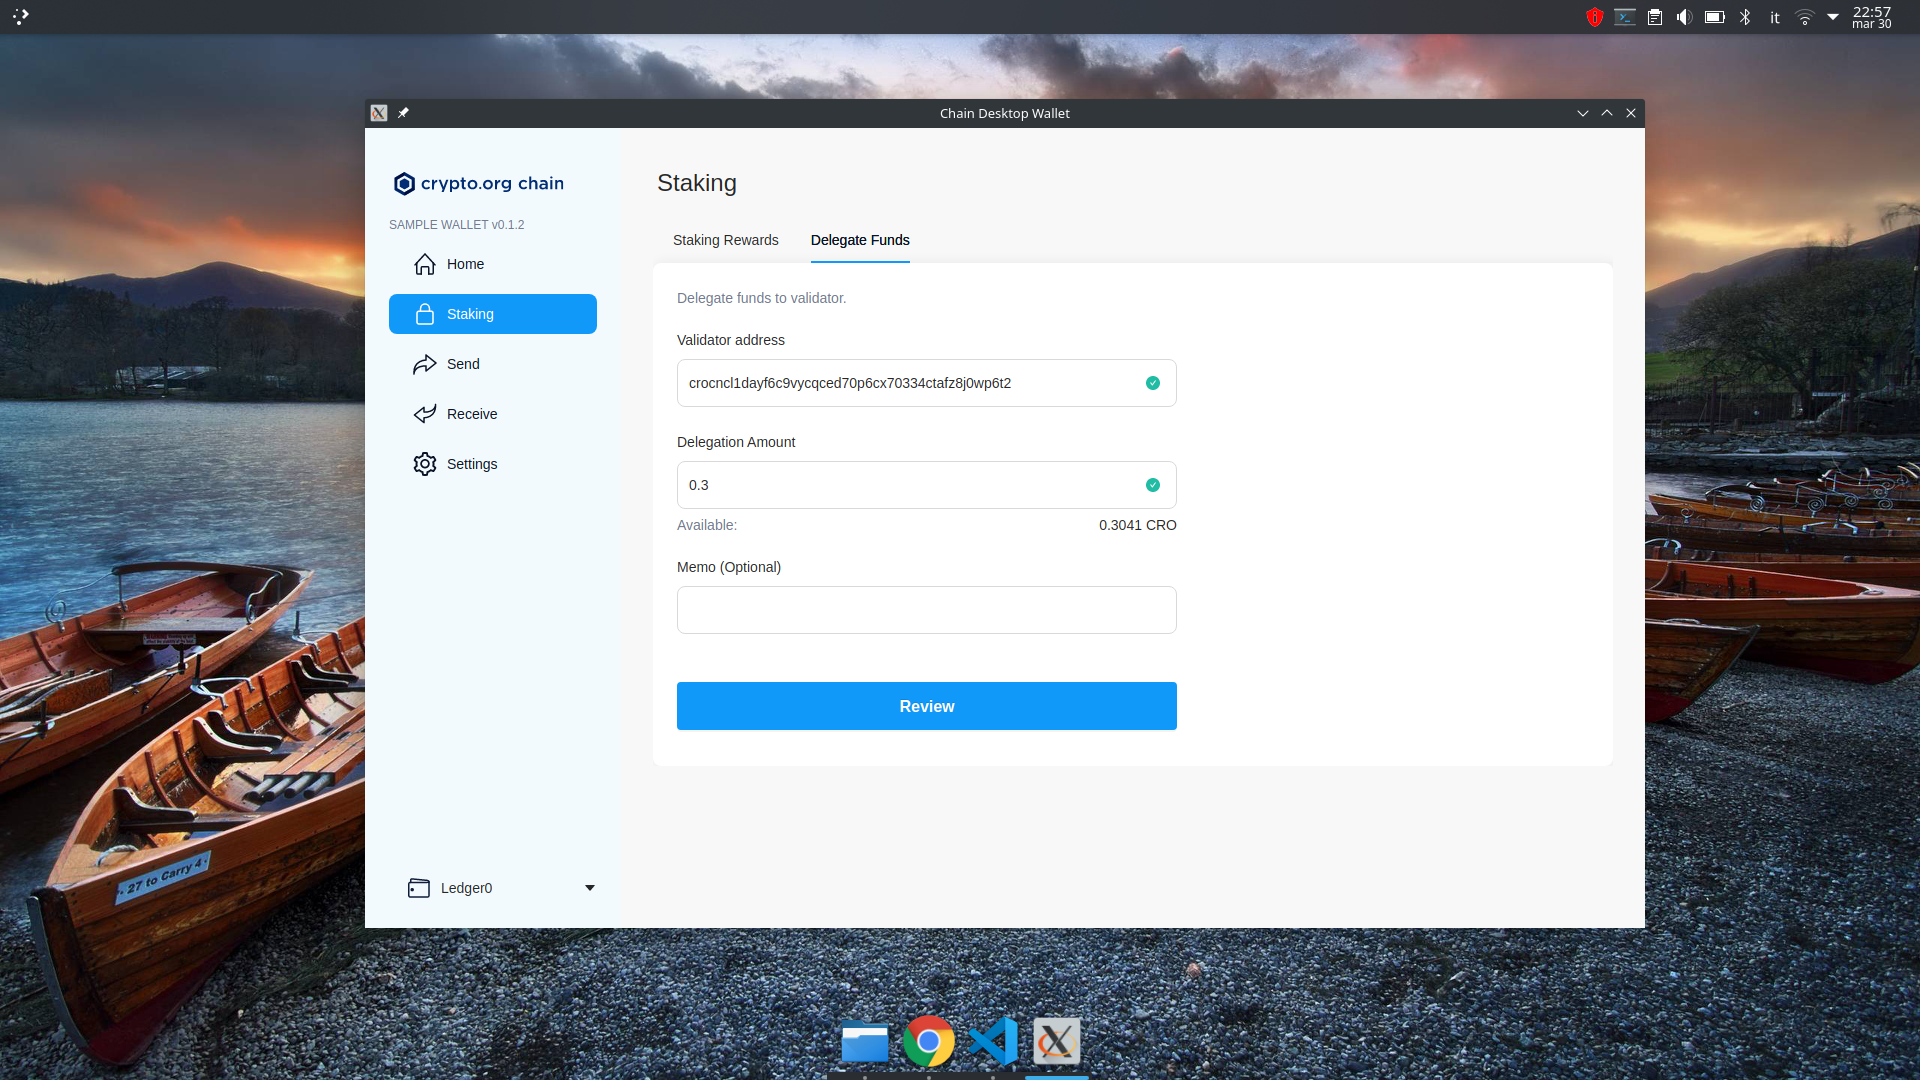 it
22:57
mar 30
Chain Desktop Wallet
crypto.org chain
SAMPLE WALLET v0.1.2
Home
Staking
Send
Receive
Settings
Ledger0
Staking
Staking Rewards
Delegate Funds
Delegate funds to validator.
Validator address
crocncl1dayf6c9vycqced70p6cx70334ctafz8j0wp6t2
Delegation Amount
0.3
Available:
0.3041 CRO
Memo (Optional)
Review
27 to Carry 4